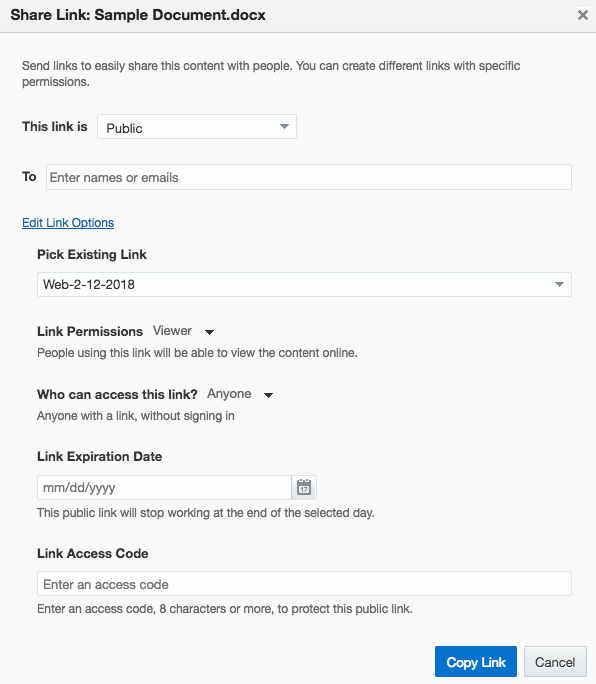 Share Link: Sample Document.docx
Send links to easily share this content with people. You can create different links with specific
permissions.
This link is Public
To Enter names or emails
Edit Link Options
Pick Existing Link
Web-2-12-2018
Link Permissions Viewer
People using this link will be able to view the content online.
Who can access this link? Anyone
Anyone with a link, without signing in
Link Expiration Date
mm/dd/yyyy 17
This public link will stop working at the end of the selected day.
Link Access Code
Enter an access code
Enter an access code, 8 characters or more, to protect this public link.
Copy Link Cancel